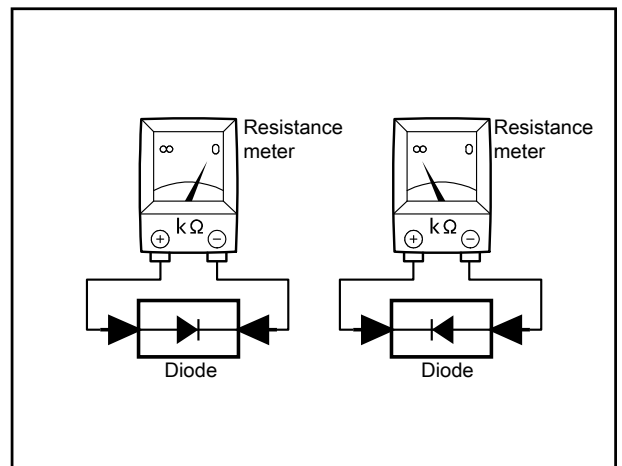 Resistance
meter
∞ 0
kΩ
+ −
Diode
Resistance
meter
∞ 0
kΩ
+ −
Diode